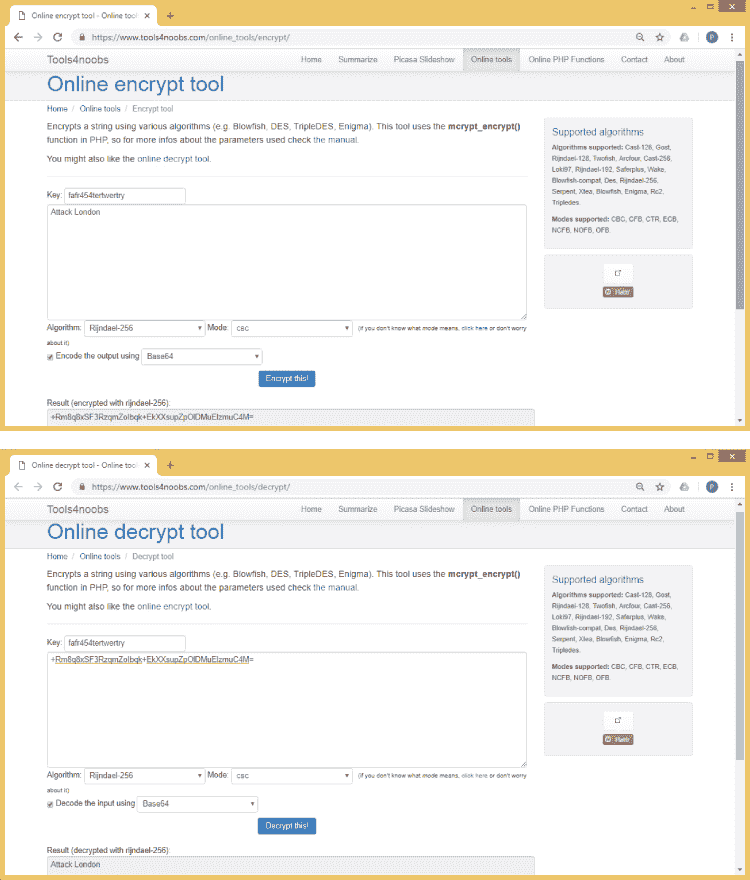 Online encrypt tool - Online tool
https://www.tools4noobs.com/online_tools/encrypt/
P
Tools4noobs
Home Summarize Picasa Slideshow Online tools Online PHP Functions Contact About
Online encrypt tool
Home / Online tools / Encrypt tool
Encrypts a string using various algorithms (e.g. Blowfish, DES, TripleDES, Enigma). This tool uses the mcrypt_encrypt()
function in PHP, so for more infos about the parameters used check the manual.
You might also like the online decrypt tool.
Supported algorithms
Algorithms supported: Cast-128, Gost,
Rijndael-128, Twofish, Arcfour, Cast-256,
Loki97, Rijndael-192, Saferplus, Wake,
Blowfish-compat, Des, Rijndael-256,
Serpent, Xtea, Blowfish, Enigma, Rc2,
Tripledes.
Modes supported: CBC, CFB, CTR, ECB,
NCFB, NOFB, OFB.
Key: fafr454tertwertry
Attack London
Algorithm: Rijndael-256 Mode: CBC (if you don't know what mode means, click here or don't worry
about it)
Encode the output using Base64
Encrypt this!
Result (encrypted with rijndael-256):
Online decrypt tool - Online tool
https://www.tools4noobs.com/online_tools/decrypt/
P
Tools4noobs
Home Summarize Picasa Slideshow Online tools Online PHP Functions Contact About
Online decrypt tool
Home / Online tools / Decrypt tool
Encrypts a string using various algorithms (e.g. Blowfish, DES, TripleDES, Enigma). This tool uses the mcrypt_encrypt()
function in PHP, so for more infos about the parameters used check the manual.
You might also like the online encrypt tool.
Supported algorithms
Algorithms supported: Cast-128, Gost,
Rijndael-128, Twofish, Arcfour, Cast-256,
Loki97, Rijndael-192, Saferplus, Wake,
Blowfish-compat, Des, Rijndael-256,
Serpent, Xtea, Blowfish, Enigma, Rc2,
Tripledes.
Modes supported: CBC, CFB, CTR, ECB,
NCFB, NOFB, OFB.
Key: fafr454tertwertry
Algorithm: Rijndael-256 Mode: CBC (if you don't know what mode means, click here or don't worry
about it)
Decode the input using Base64
Decrypt this!
Result (decrypted with rijndael-256):
Attack London